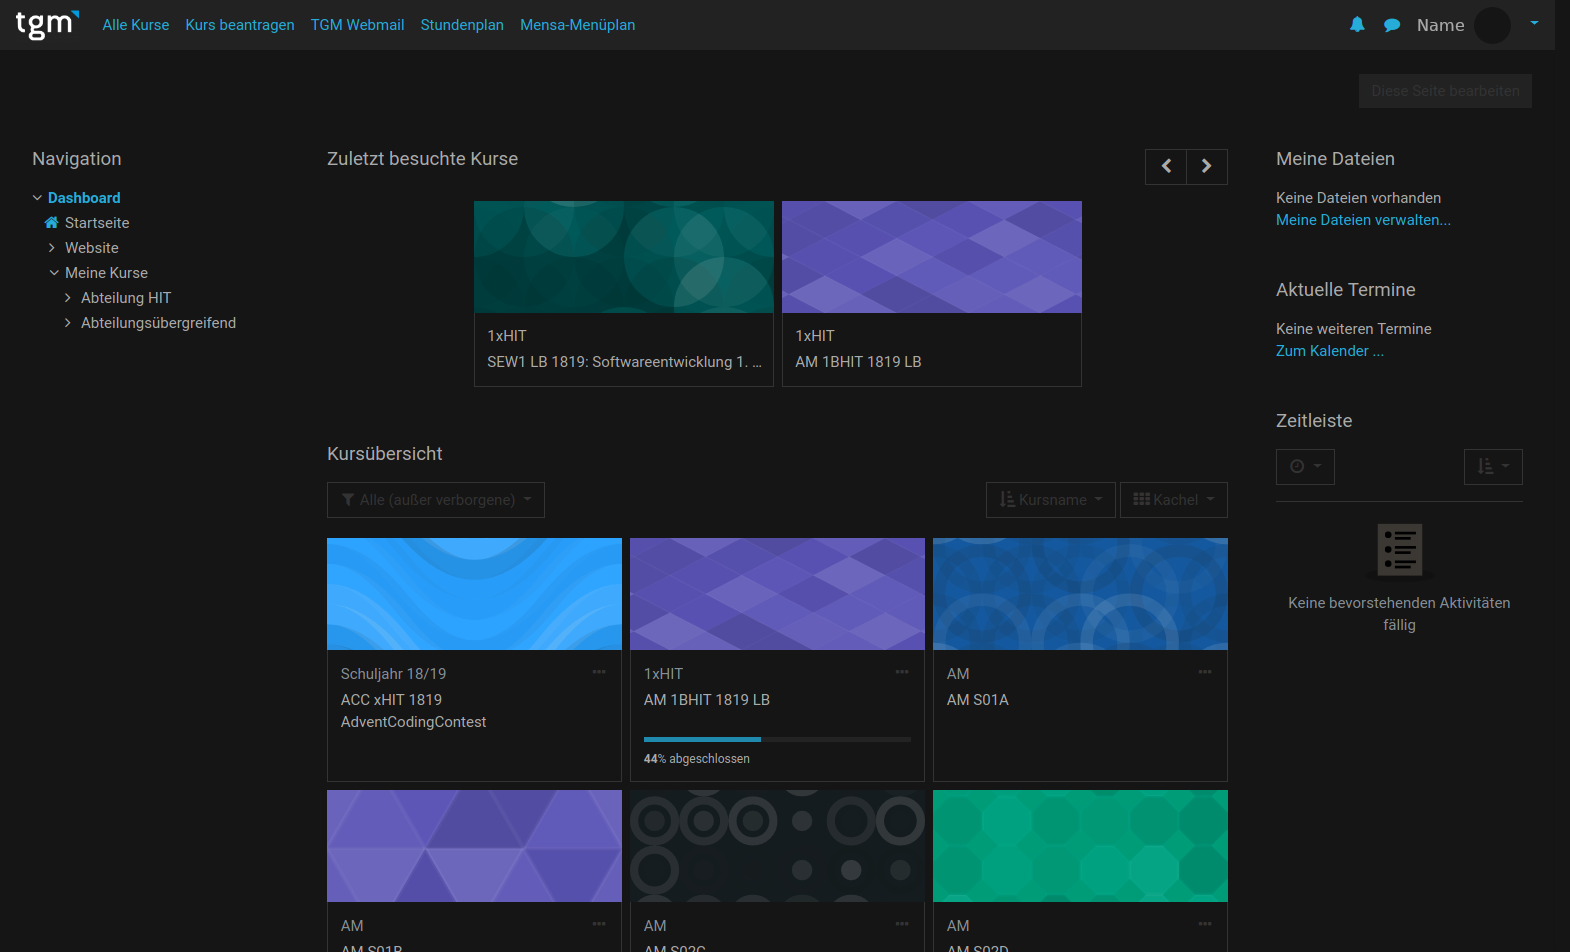 tgm Alle Kurse Kurs beantragen TGM Webmail Stundenplan Mensa-Menüplan Name
Diese Seite bearbeiten
Navigation
Dashboard
Startseite
Website
Meine Kurse
Abteilung HIT
Abteilungsübergreifend
Zuletzt besuchte Kurse
1xHIT
SEW1 LB 1819: Softwareentwicklung 1. ...
1xHIT
AM 1BHIT 1819 LB
Kursübersicht
Alle (außer verborgene) Kursname Kachel
Schuljahr 18/19
ACC xHIT 1819
AdventCodingContest
1xHIT
AM 1BHIT 1819 LB
44% abgeschlossen
AM
AM S01A
AM
AM S01B
AM
AM S02C
AM
AM S02D
Meine Dateien
Keine Dateien vorhanden
Meine Dateien verwalten...
Aktuelle Termine
Keine weiteren Termine
Zum Kalender ...
Zeitleiste
Keine bevorstehenden Aktivitäten
fällig